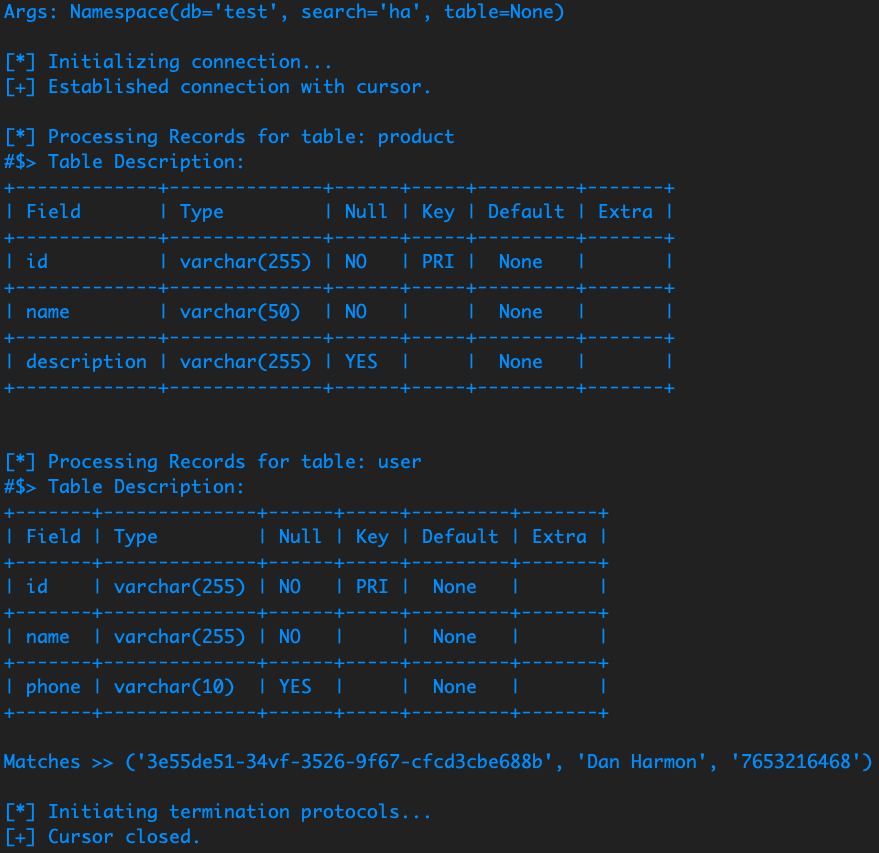 Args: Namespace(db='test', search='ha', table=None)
[*] Initializing connection...
[+] Established connection with cursor.
[*] Processing Records for table: product
#$> Table Description:
+-------------+--------------+------+-----+---------+-------+
| Field       | Type         | Null | Key | Default | Extra |
+-------------+--------------+------+-----+---------+-------+
| id          | varchar(255) | NO   | PRI |  None   |       |
+-------------+--------------+------+-----+---------+-------+
| name        | varchar(50)  | NO   |     |  None   |       |
+-------------+--------------+------+-----+---------+-------+
| description | varchar(255) | YES  |     |  None   |       |
+-------------+--------------+------+-----+---------+-------+
[*] Processing Records for table: user
#$> Table Description:
+-------+--------------+------+-----+---------+-------+
| Field | Type         | Null | Key | Default | Extra |
+-------+--------------+------+-----+---------+-------+
| id    | varchar(255) | NO   | PRI |  None   |       |
+-------+--------------+------+-----+---------+-------+
| name  | varchar(255) | NO   |     |  None   |       |
+-------+--------------+------+-----+---------+-------+
| phone | varchar(10)  | YES  |     |  None   |       |
+-------+--------------+------+-----+---------+-------+
Matches >> ('3e55de51-34vf-3526-9f67-cfcd3cbe688b', 'Dan Harmon', '7653216468')
[*] Initiating termination protocols...
[+] Cursor closed.